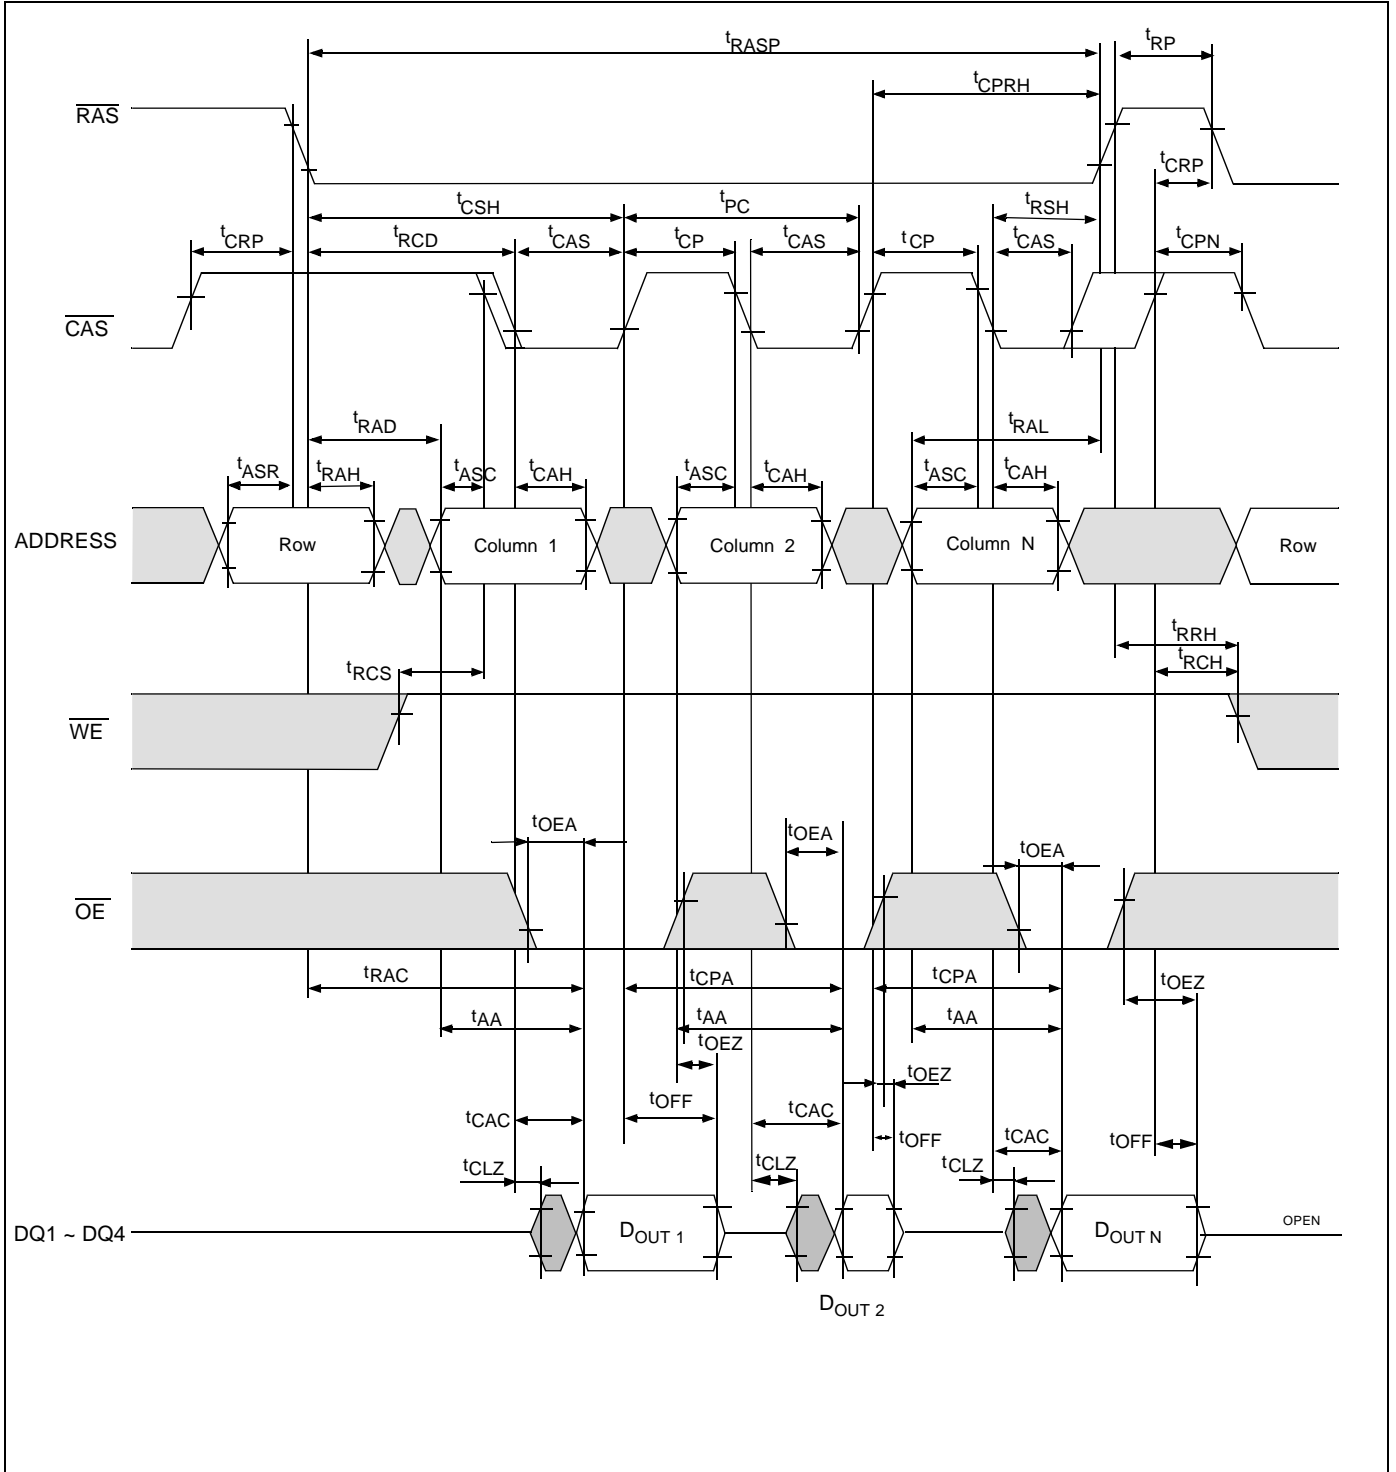 tRASP
tRP
tCPRH
RAS
tCRP
tCSH
tPC
tRSH
tCRP
tRCD
tCAS
tCP
tCAS
tCP
tCAS
tCPN
CAS
tRAD
tRAL
tASR
tRAH
tASC
tCAH
tASC
tCAH
tASC
tCAH
ADDRESS
Row
Column 1
Column 2
Column N
Row
tRRH
tRCS
tRCH
WE
tOEA
tOEA
tOEA
OE
tRAC
tCPA
tCPA
tOEZ
tAA
tAA
tAA
tOEZ
tOEZ
tOFF
tCAC
tCAC
tOFF
tCAC
tOFF
tCLZ
tCLZ
tCLZ
DQ1 ~ DQ4
DOUT 1
DOUT N
OPEN
DOUT 2